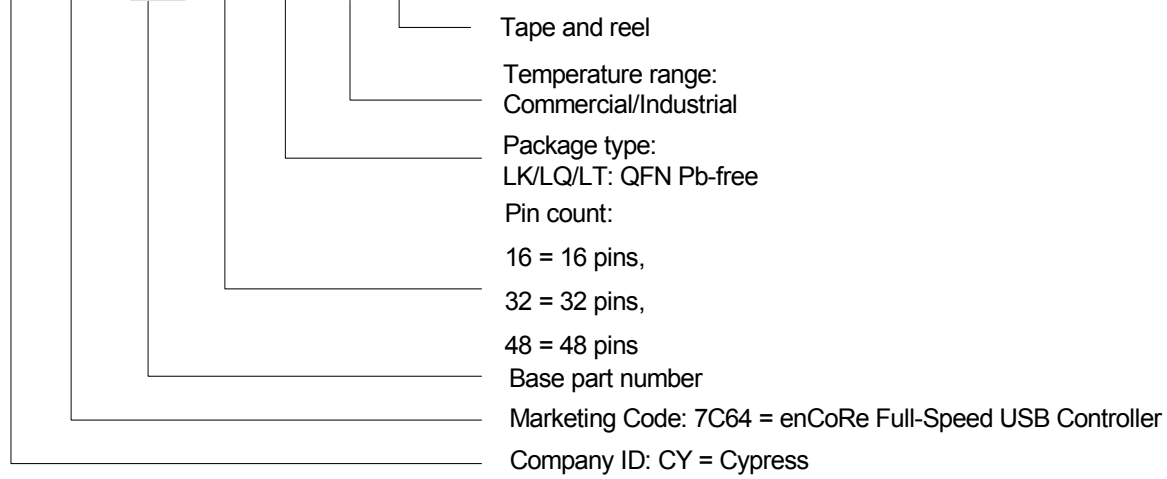 Tape and reel
Temperature range:
Commercial/Industrial
Package type:
LK/LQ/LT: QFN Pb-free
Pin count:
16 = 16 pins,
32 = 32 pins,
48 = 48 pins
Base part number
Marketing Code: 7C64 = enCoRe Full-Speed USB Controller
Company ID: CY = Cypress